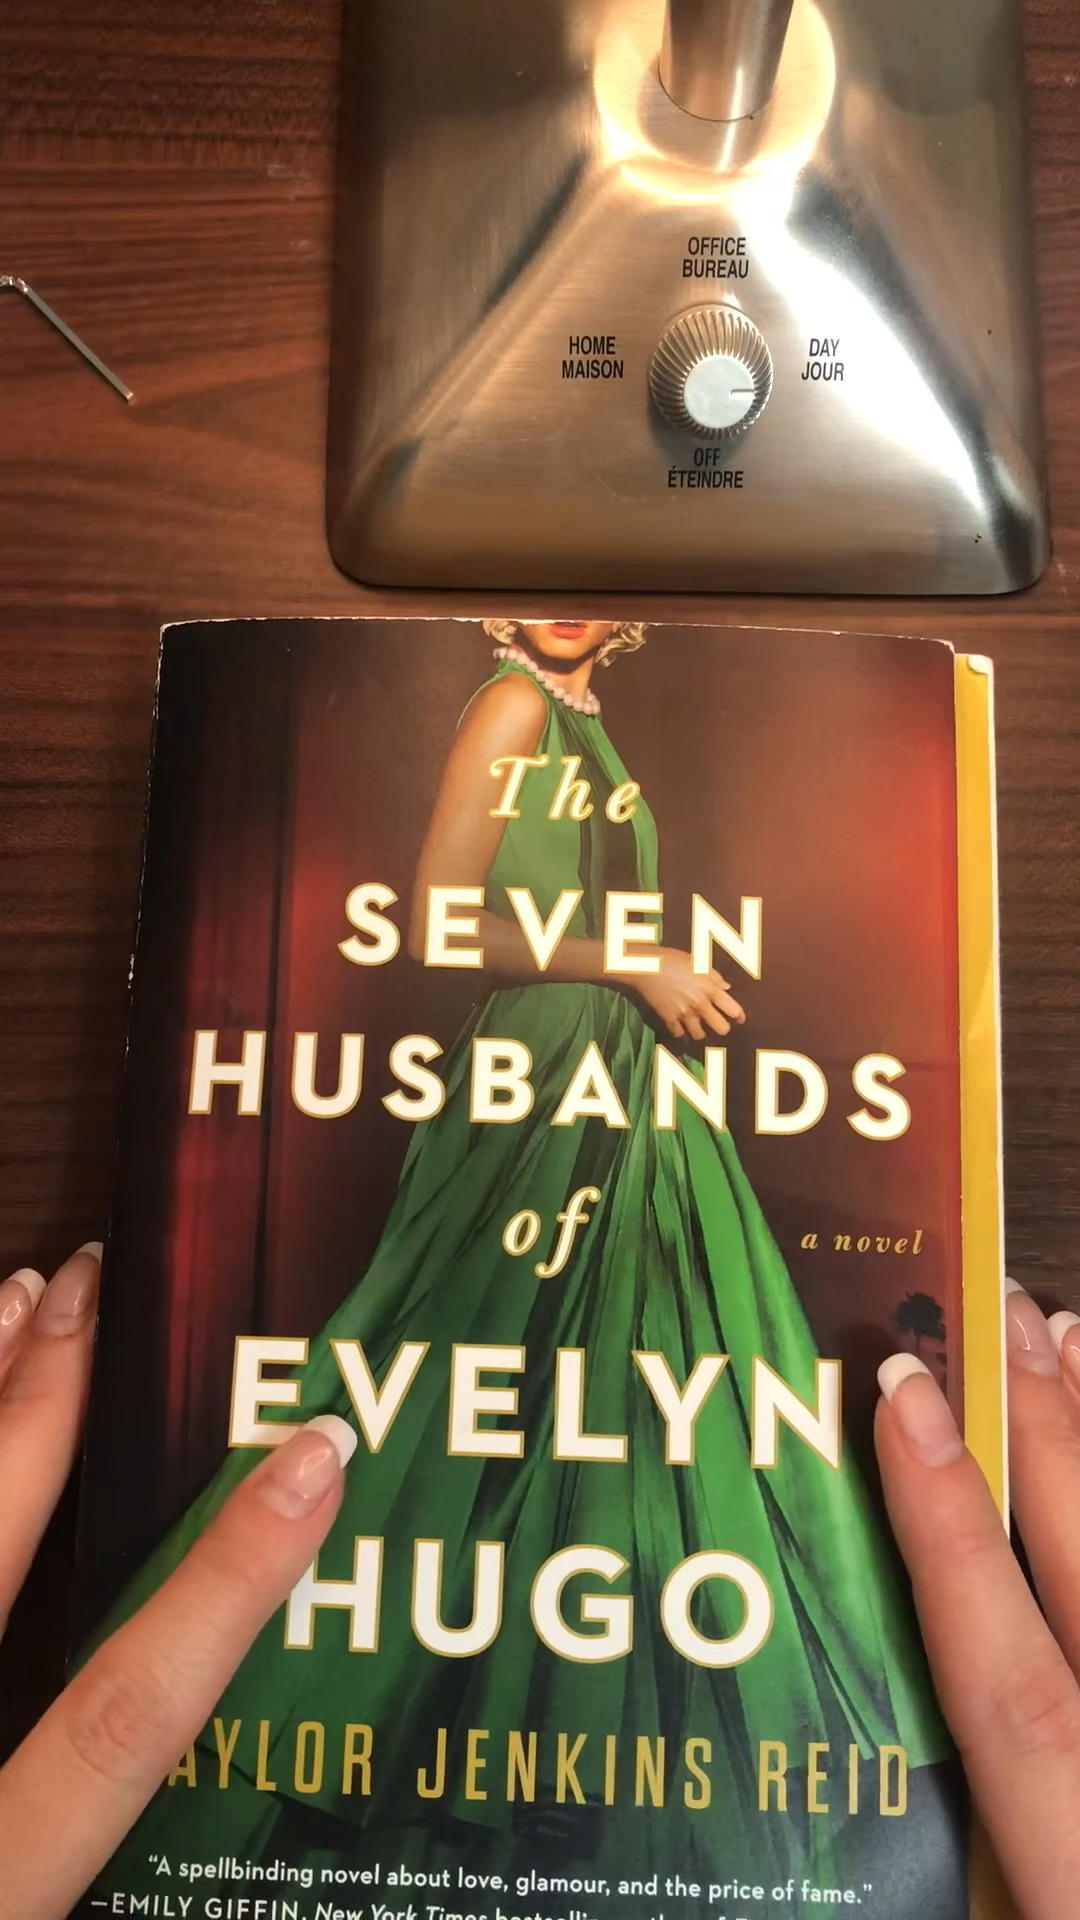 OFFICE
BUREAU
HOME
MAISON
DAY
JOUR
OFF
ÉTEINDRE
The
SEVEN
HUSBANDS
of
a novel
EVELYN
HUGO
AYLOR JENKINS REID
“A spellbinding novel about love, glamour, and the price of fame.”
—EMILY GIFFIN, New York Times